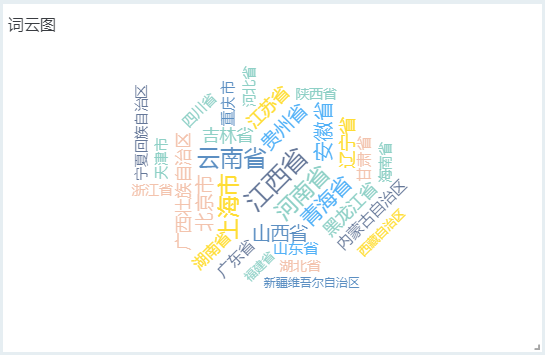 词云图
宁夏回族自治区
天津市
四川省
重庆市
河北省
江苏省
陕西省
吉林省
贵州省
安徽省
辽宁省
甘肃省
海南省
云南省
江西省
浙江省
广西壮族自治区
北京市
上海市
河南省
青海省
黑龙江省
内蒙古自治区
西藏自治区
湖南省
广东省
山西省
山东省
福建省
湖北省
新疆维吾尔自治区